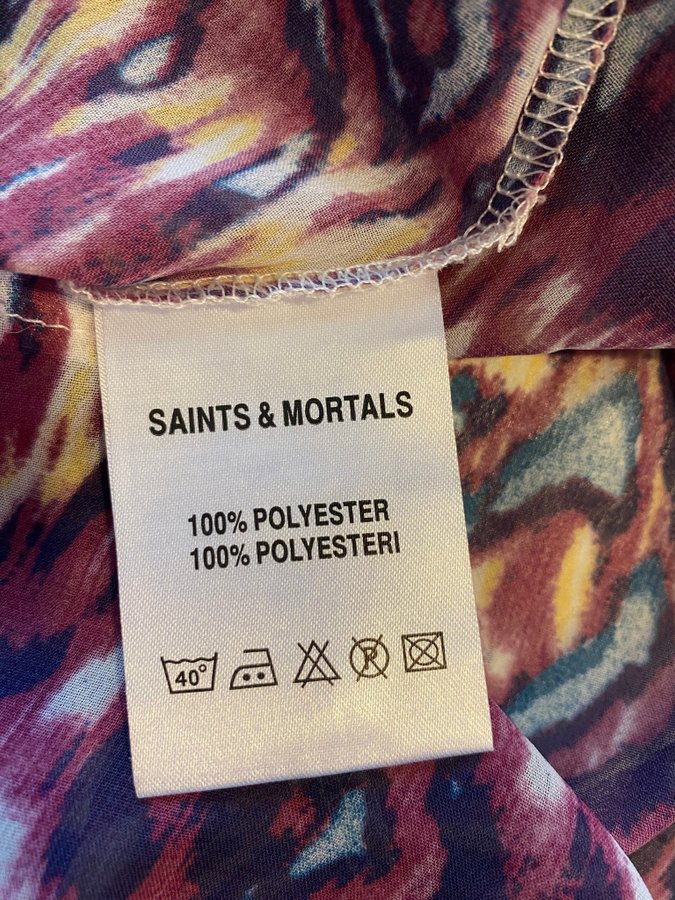 SAINTS & MORTALS
100% POLYESTER
100% POLYESTERI
40°
P